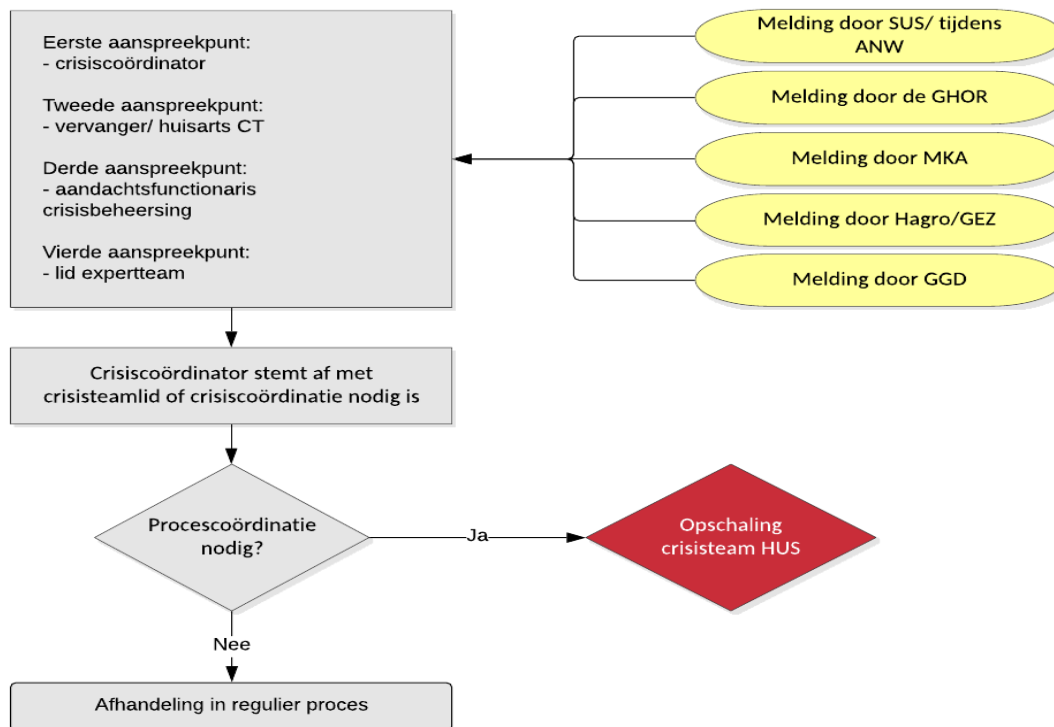 Eerste aanspreekpunt:
- crisiscoördinator
Tweede aanspreekpunt:
- vervanger/ huisarts CT
Derde aanspreekpunt:
- aandachtsfunctionaris
crisisbeheersing
Vierde aanspreekpunt:
- lid expertteam
Melding door SUS/ tijdens
ANW
Melding door de GHOR
Melding door MKA
Melding door Hagro/GEZ
Melding door GGD
Crisiscoördinator stemt af met
crisisteamlid of crisiscoördinatie nodig is
Procescoördinatie
nodig?
Ja
Opschaling
crisisteam HUS
Nee
Afhandeling in regulier proces